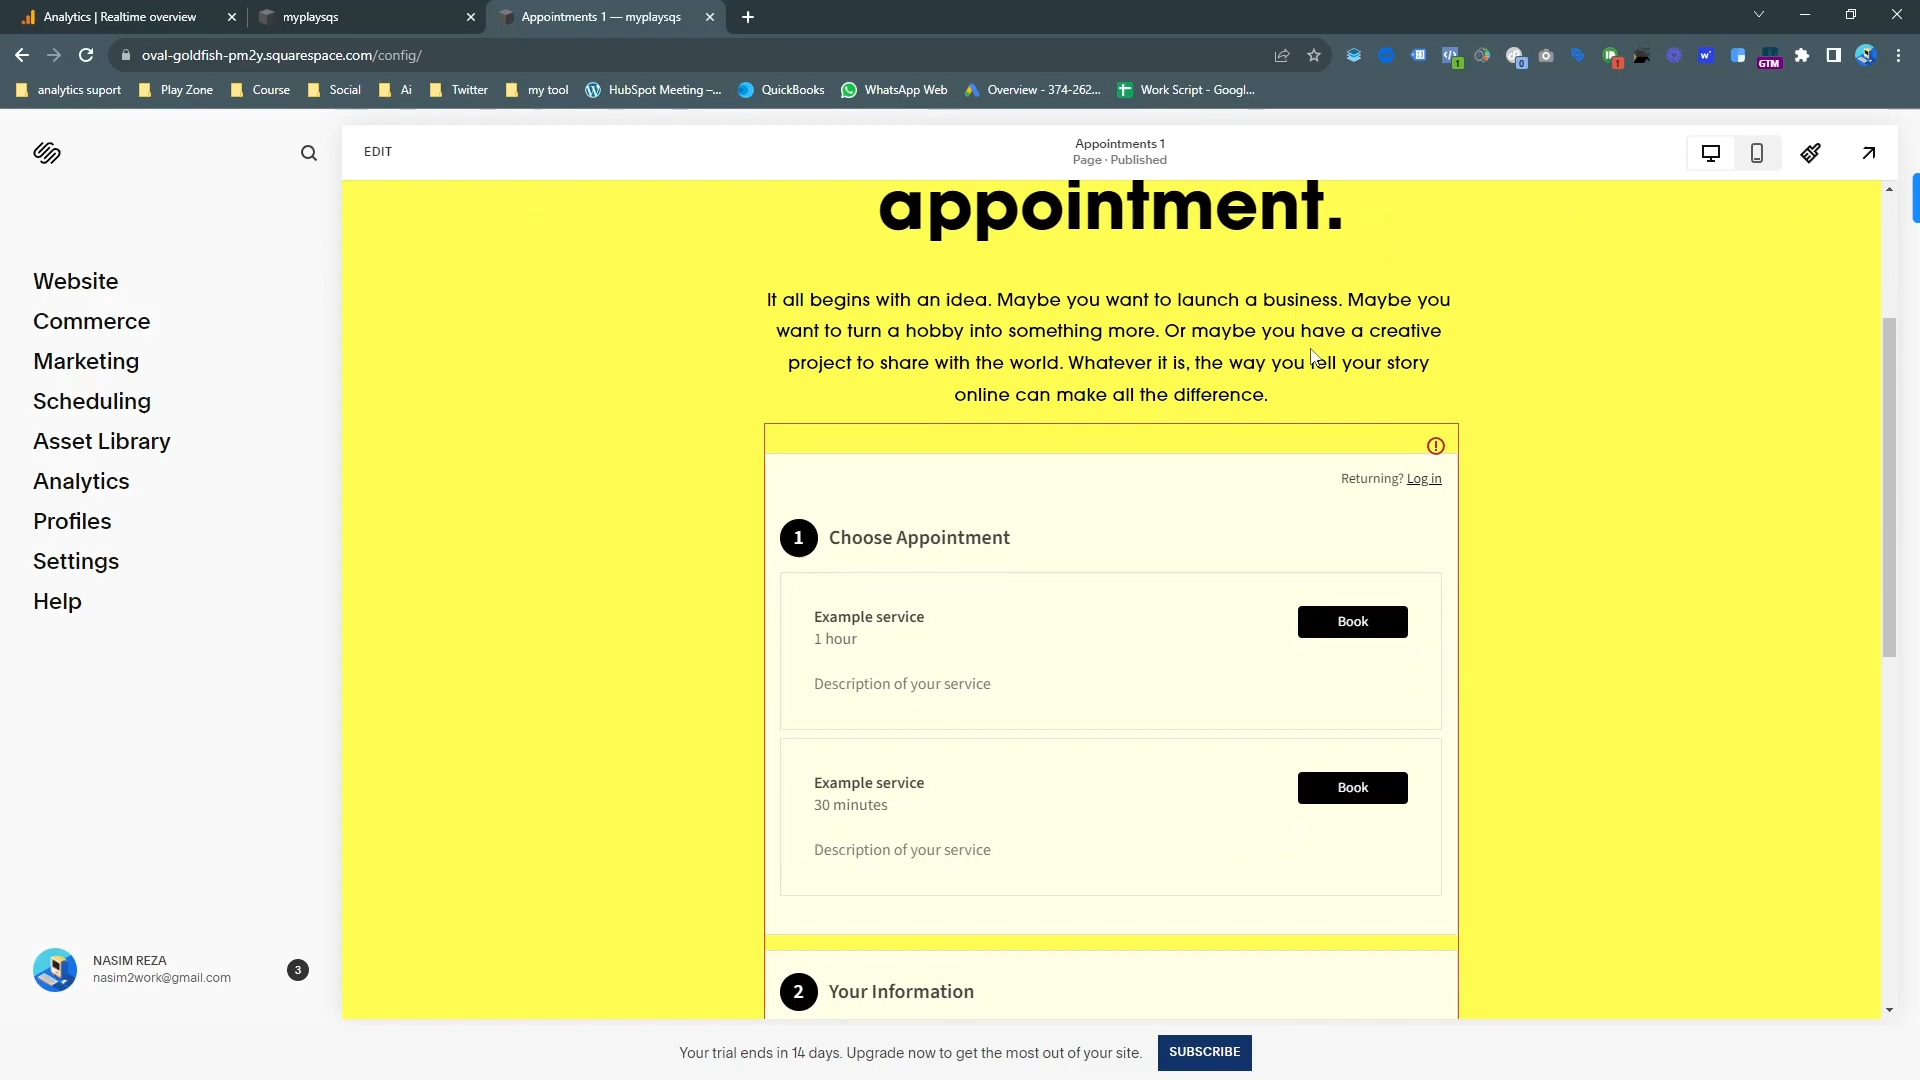 Analytics | Realtime overview
myplaysqs
Appointments 1 — myplaysqs
oval-goldfish-pm2y.squarespace.com/config/
1
0
1
W
GTM
analytics suport
Play Zone
Course
Social
Ai
Twitter
my tool
HubSpot Meeting –...
QuickBooks
WhatsApp Web
Overview - 374-262...
Work Script - Googl...
EDIT
Appointments 1
Page · Published
Website
Commerce
Marketing
Scheduling
Asset Library
Analytics
Profiles
Settings
Help
NASIM REZA
nasim2work@gmail.com
3
appointment.
It all begins with an idea. Maybe you want to launch a business. Maybe you
want to turn a hobby into something more. Or maybe you have a creative
project to share with the world. Whatever it is, the way you tell your story
online can make all the difference.
Returning? Log in
1 Choose Appointment
Example service
1 hour
Book
Description of your service
Example service
30 minutes
Book
Description of your service
2 Your Information
Your trial ends in 14 days. Upgrade now to get the most out of your site.
SUBSCRIBE